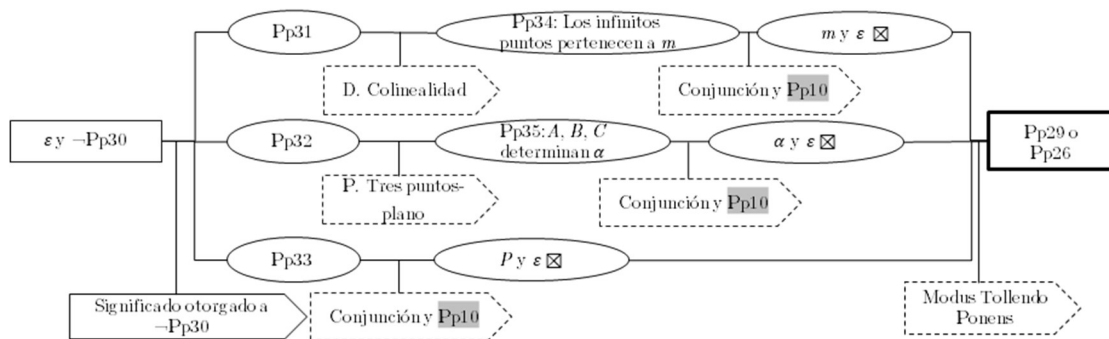 Pp31
Pp34: Los infinitos
puntos pertenecen a m
m y ε ☒
D. Colinealidad
Conjunción y Pp10
ε y ¬Pp30
Pp32
Pp35: A, B, C
determinan α
α y ε ☒
Pp29 o
Pp26
P. Tres puntos-
plano
Conjunción y Pp10
Pp33
P y ε ☒
Significado otorgado a
¬Pp30
Conjunción y Pp10
Modus Tollendo
Ponens